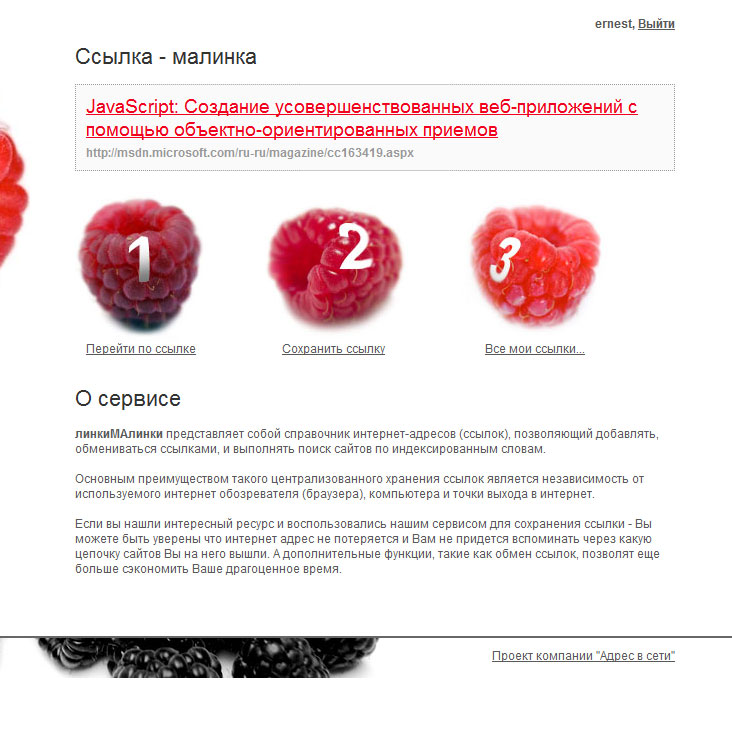 ernest, Выйти
Ссылка - малинка
JavaScript: Создание усовершенствованных веб-приложений с
помощью объектно-ориентированных приемов
http://msdn.microsoft.com/ru-ru/magazine/cc163419.aspx
1 2 3
Перейти по ссылке Сохранить ссылку Все мои ссылки...
О сервисе
линкиМАлинки представляет собой справочник интернет-адресов (ссылок), позволяющий добавлять,
обмениваться ссылками, и выполнять поиск сайтов по индексированным словам.
Основным преимуществом такого централизованного хранения ссылок является независимость от
используемого интернет обозревателя (браузера), компьютера и точки выхода в интернет.
Если вы нашли интересный ресурс и воспользовались нашим сервисом для сохранения ссылки - Вы
можете быть уверены что интернет адрес не потеряется и Вам не придется вспоминать через какую
цепочку сайтов Вы на него вышли. А дополнительные функции, такие как обмен ссылок, позволят еще
больше сэкономить Ваше драгоценное время.
Проект компании "Адрес в сети"